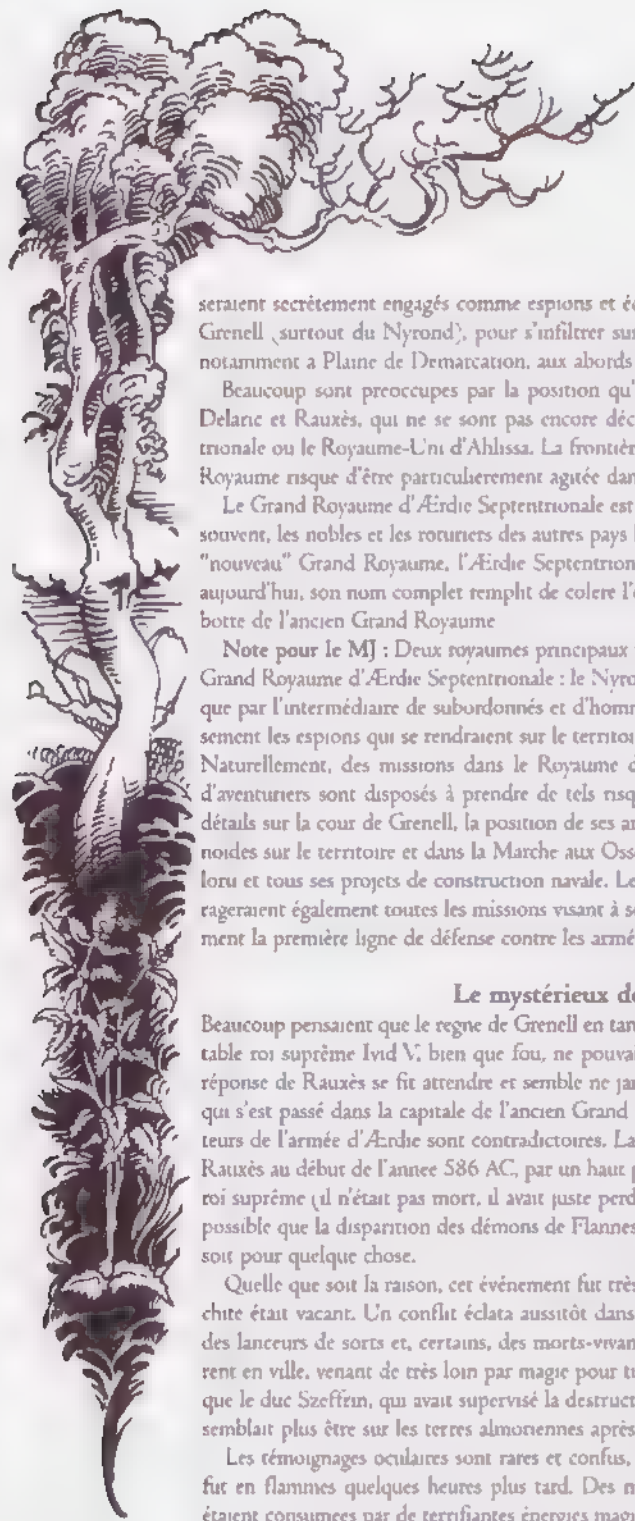 seraient secrètement engagés comme espions et éc
Grenell (surtout du Nyrond), pour s'infiltrer sur
notamment a Plaine de Demarcation, aux abords
Beaucoup sont preoccupes par la position qu'
Delaric et Rauxès, qui ne se sont pas encore déc
trionale ou le Royaume-Uni d'Ahlissa. La frontièr
Royaume risque d'être particulierement agitée dan
Le Grand Royaume d'Ærdie Septentrionale est
souvent, les nobles et les roturiers des autres pays l
"nouveau" Grand Royaume, l'Ærdie Septentrion
aujourd'hui, son nom complet remplit de colere l'
botte de l'ancien Grand Royaume
Note pour le MJ : Deux royaumes principaux
Grand Royaume d'Ærdie Septentrionale : le Nyro
que par l'intermédiaire de subordonnés et d'homm
sement les espions qui se rendraient sur le territoi
Naturellement, des missions dans le Royaume d
d'aventuriers sont disposés à prendre de tels risq
détails sur la cour de Grenell, la position de ses ar
noides sur le territoire et dans la Marche aux Osse
loru et tous ses projets de construction navale. Le
rageraient également toutes les missions visant à se
ment la première ligne de défense contre les armé
Le mystérieux de
Beaucoup pensaient que le regne de Grenell en tan
table roi suprême Ivid V, bien que fou, ne pouvai
réponse de Rauxès se fit attendre et semble ne jar
qui s'est passé dans la capitale de l'ancien Grand
teurs de l'armée d'Ærdie sont contradictoires. La
Rauxès au début de l'annee 586 AC, par un haut p
roi suprême (il n'était pas mort, il avait juste perd
possible que la disparition des démons de Flannes
soit pour quelque chose.
Quelle que soit la raison, cet événement fut très
chite était vacant. Un conflit éclata aussitôt dans
des lanceurs de sorts et, certains, des morts-vivan
rent en ville, venant de très loin par magie pour tu
que le duc Szeffrin, qui avait supervisé la destruct
semblait plus être sur les terres almoriennes après
Les témoignages oculaires sont rares et confus,
fut en flammes quelques heures plus tard. Des m
étaient consumees par de terrifiantes énergies magi